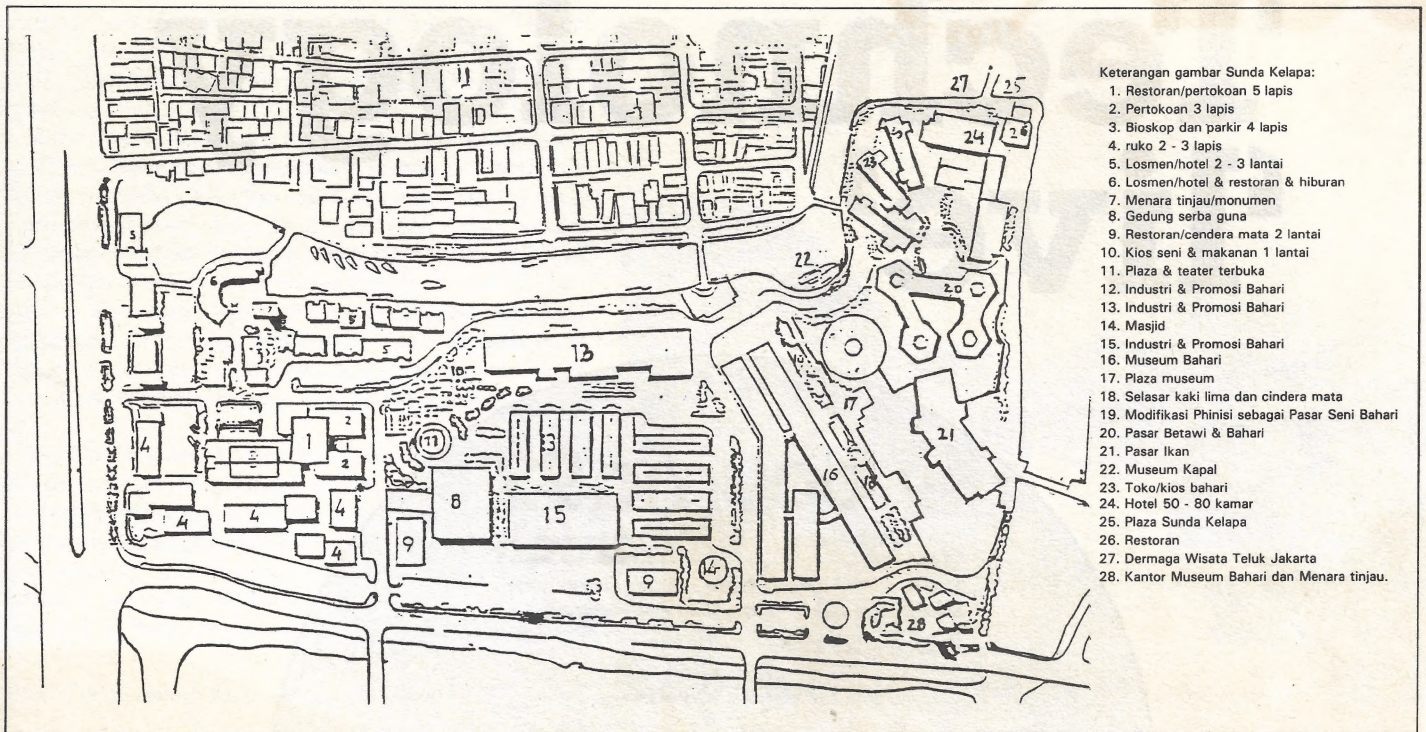 Keterangan gambar Sunda Kelapa:
1. Restoran/pertokoan 5 lapis
2. Pertokoan 3 lapis
3. Bioskop dan parkir 4 lapis
4. ruko 2 - 3 lapis
5. Losmen/hotel 2 - 3 lantai
6. Losmen/hotel & restoran & hiburan
7. Menara tinjau/monumen
8. Gedung serba guna
9. Restoran/cendera mata 2 lantai
10. Kios seni & makanan 1 lantai
11. Plaza & teater terbuka
12. Industri & Promosi Bahari
13. Industri & Promosi Bahari
14. Masjid
15. Industri & Promosi Bahari
16. Museum Bahari
17. Plaza museum
18. Selasar kaki lima dan cindera mata
19. Modifikasi Phinisi sebagai Pasar Seni Bahari
20. Pasar Betawi & Bahari
21. Pasar Ikan
22. Museum Kapal
23. Toko/kios bahari
24. Hotel 50 - 80 kamar
25. Plaza Sunda Kelapa
26. Restoran
27. Dermaga Wisata Teluk Jakarta
28. Kantor Museum Bahari dan Menara tinjau.
27 25
24 26
23
22
20
5
5
13
10
17
4
1
2
11
21
2
16
18
8
15
4
4
4
9
4
9
14
28